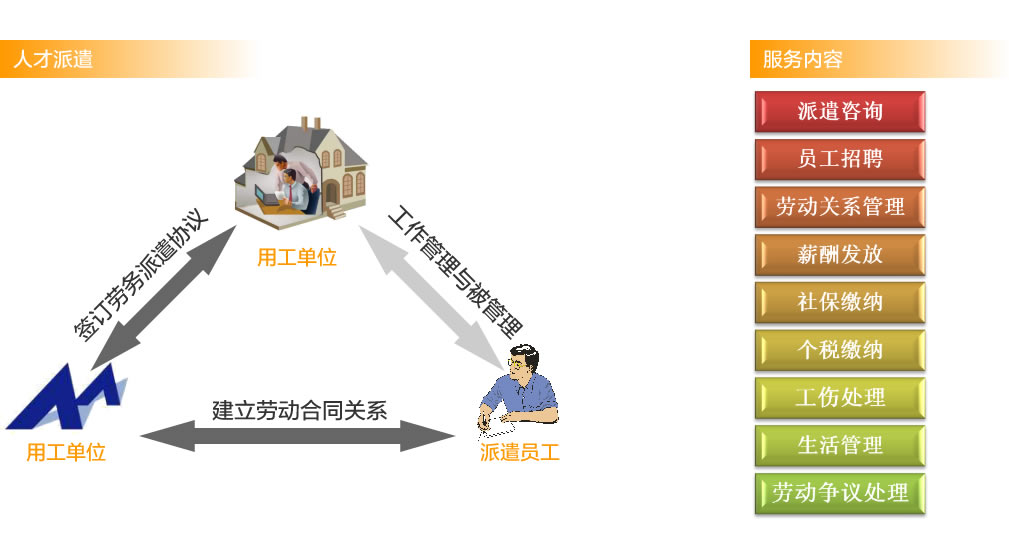 人才派遣
用工单位
签订劳务派遣协议
工作管理与被管理
建立劳动合同关系
用工单位
派遣员工
服务内容
派遣咨询
员工招聘
劳动关系管理
薪酬发放
社保缴纳
个税缴纳
工伤处理
生活管理
劳动争议处理